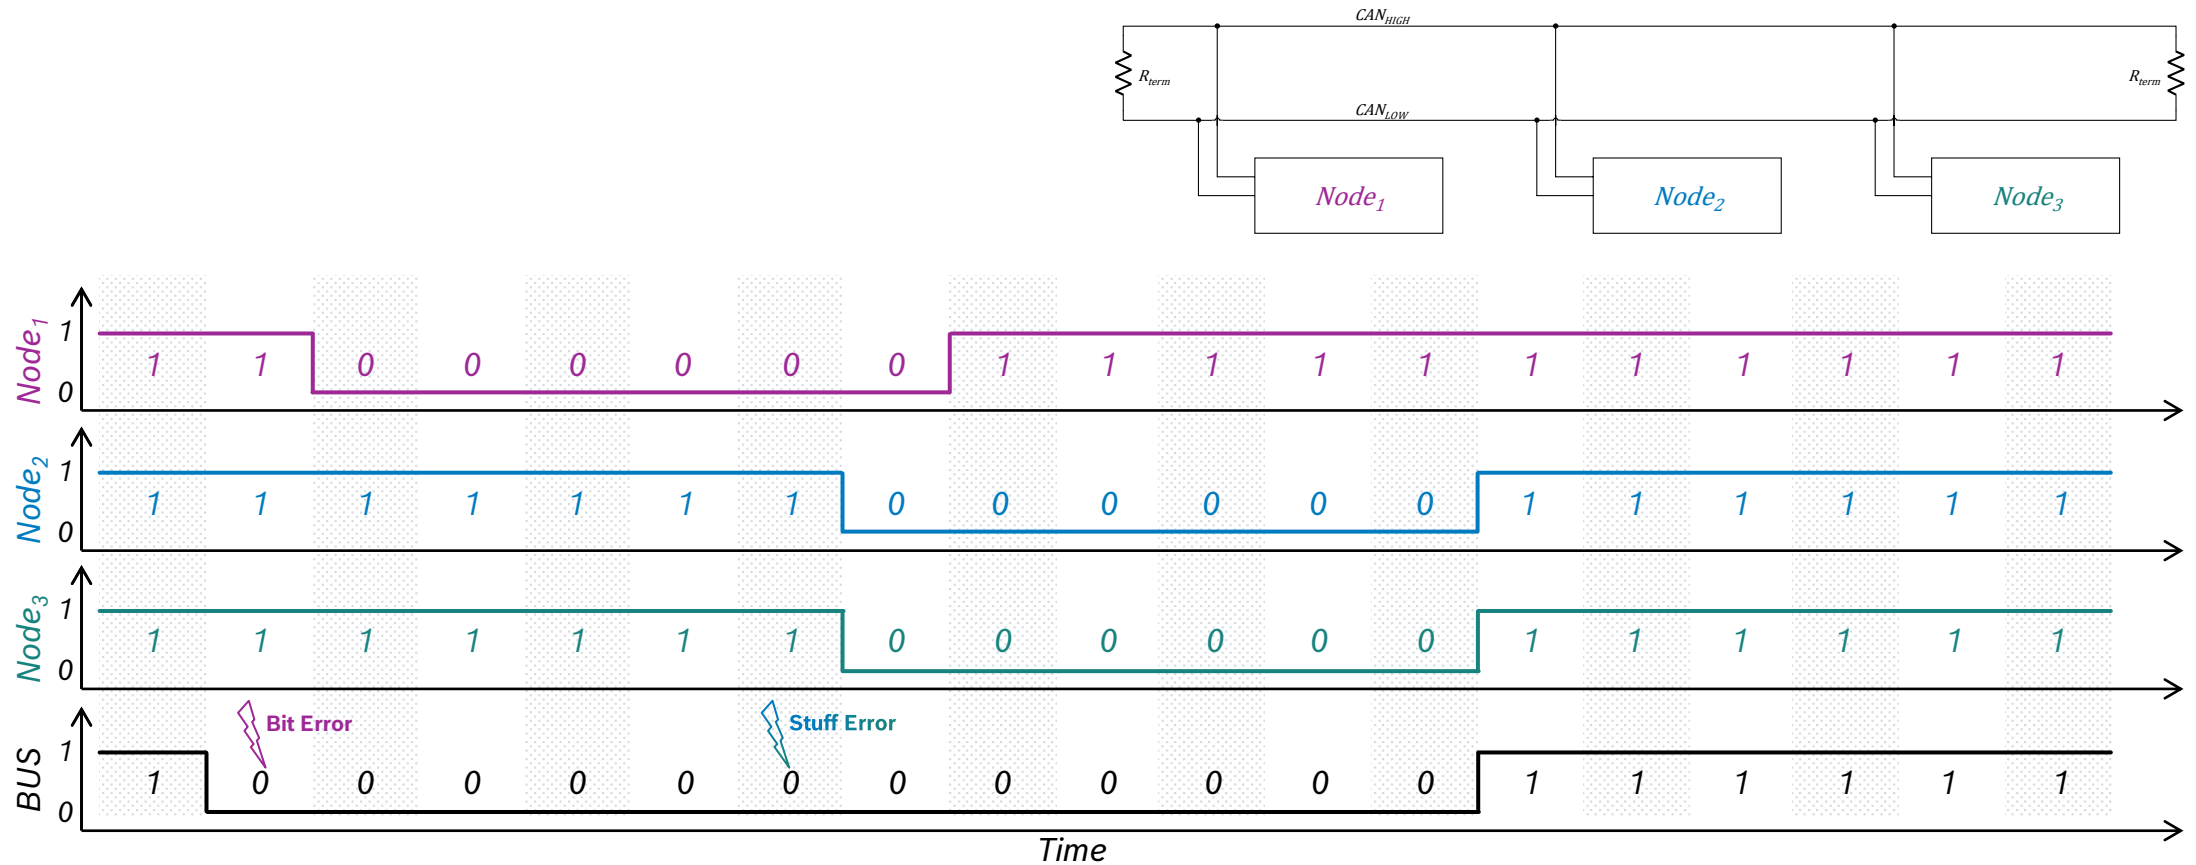 CAN_HIGH
R_term
R_term
CAN_LOW
Node_1
Node_2
Node_3
Node_1
1
0
1 1 0 0 0 0 0 0 1 1 1 1 1 1 1 1 1 1 1
Node_2
1
0
1 1 1 1 1 1 1 0 0 0 0 0 0 1 1 1 1 1 1
Node_3
1
0
1 1 1 1 1 1 1 0 0 0 0 0 0 1 1 1 1 1 1
Bit Error
Stuff Error
BUS
1
0
1 0 0 0 0 0 0 0 0 0 0 0 0 1 1 1 1 1 1
Time